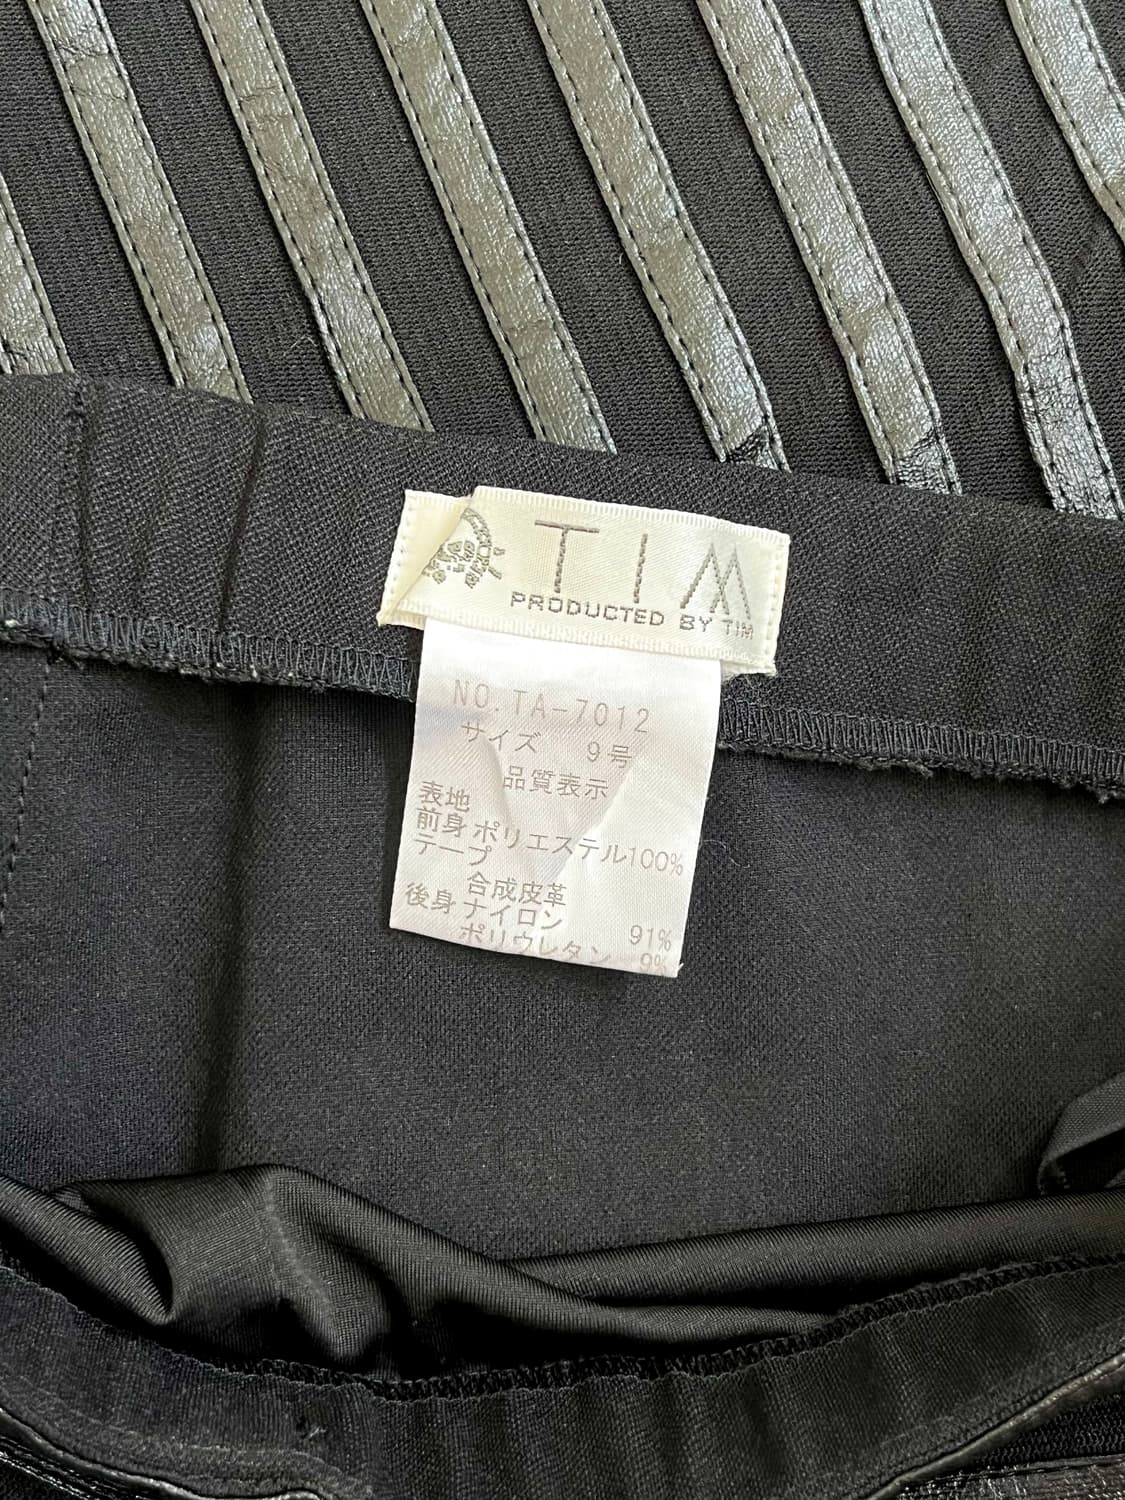 TIM
PRODUCTED BY TIM
NO.TA-7012
サイズ 9号
品質表示
表地
前身 ポリエステル100%
テープ
合成皮革
後身 ナイロン 91%
ポリウレタン 9%